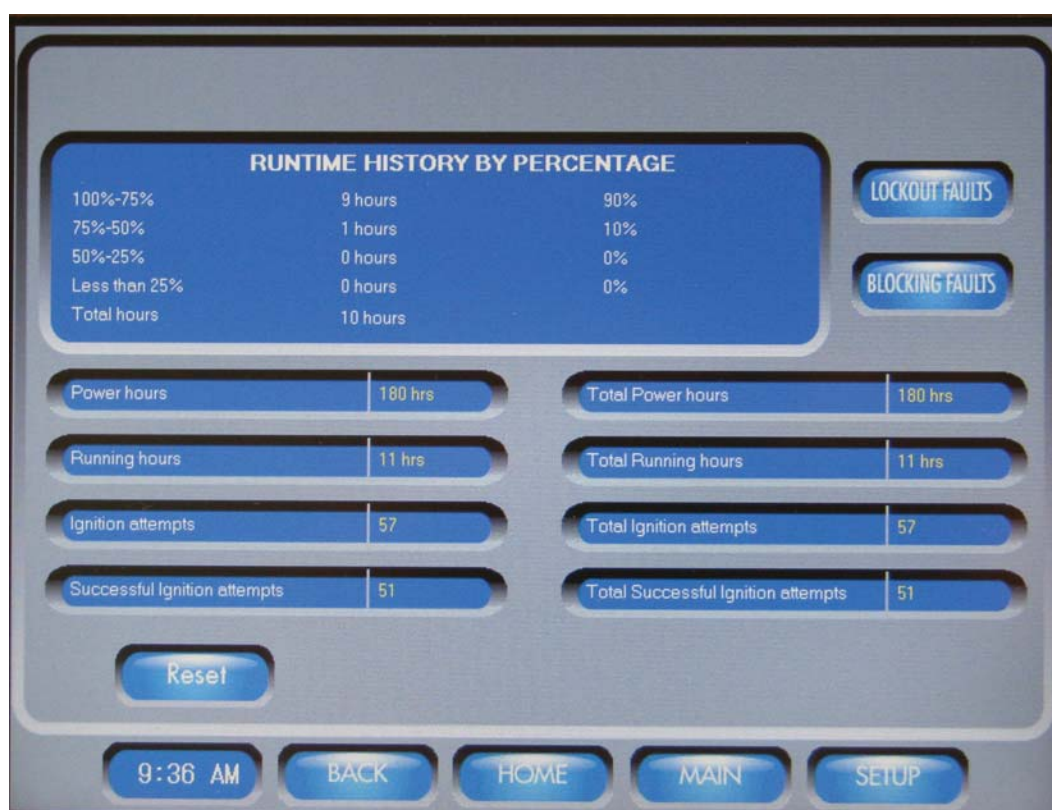 RUNTIME HISTORY BY PERCENTAGE
100%-75% 9 hours 90%
75%-50% 1 hours 10%
50%-25% 0 hours 0%
Less than 25% 0 hours 0%
Total hours 10 hours
LOCKOUT FAULTS
BLOCKING FAULTS
Power hours 180 hrs
Total Power hours 180 hrs
Running hours 11 hrs
Total Running hours 11 hrs
Ignition attempts 57
Total Ignition attempts 57
Successful Ignition attempts 51
Total Successful Ignition attempts 51
Reset
9:36 AM BACK HOME MAIN SETUP